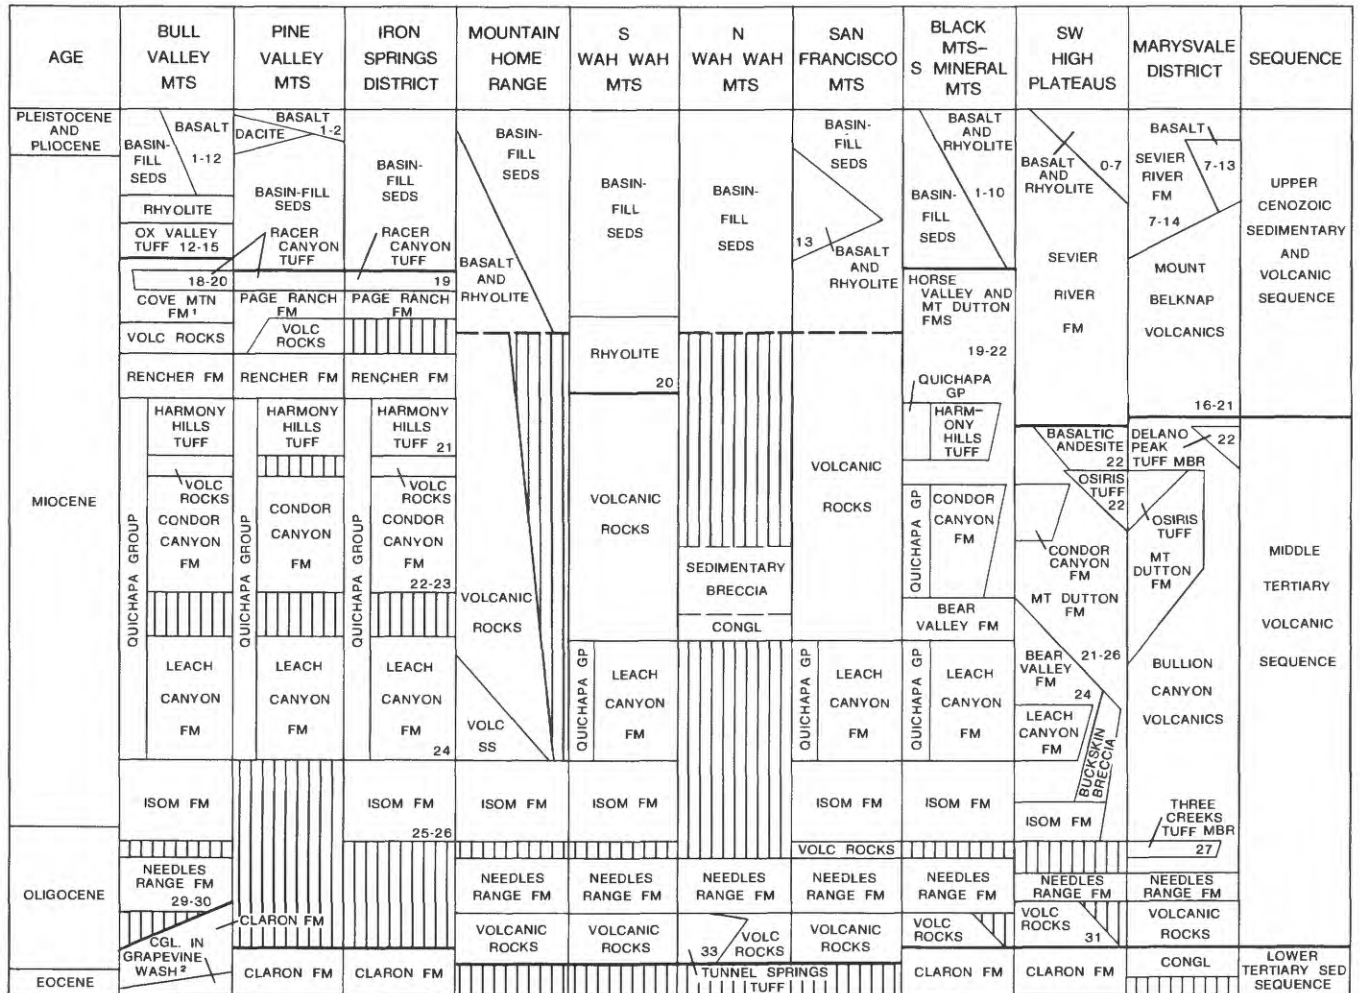 AGE
BULL
VALLEY
MTS
PINE
VALLEY
MTS
IRON
SPRINGS
DISTRICT
MOUNTAIN
HOME
RANGE
S
WAH WAH
MTS
N
WAH WAH
MTS
SAN
FRANCISCO
MTS
BLACK
MTS–
S MINERAL
MTS
SW
HIGH
PLATEAUS
MARYSVALE
DISTRICT
SEQUENCE
PLEISTOCENE
AND
PLIOCENE
MIOCENE
OLIGOCENE
EOCENE
BASALT
1-12
BASIN-
FILL
SEDS
RHYOLITE
OX VALLEY
TUFF 12-15
18-20
COVE MTN
FM¹
VOLC ROCKS
RENCHER FM
QUICHAPA GROUP
HARMONY
HILLS
TUFF
VOLC
ROCKS
CONDOR
CANYON
FM
LEACH
CANYON
FM
ISOM FM
NEEDLES
RANGE FM
29-30
CLARON FM
CGL. IN
GRAPEVINE
WASH²
BASALT
1-2
DACITE
BASIN-FILL
SEDS
RACER
CANYON
TUFF
PAGE RANCH
FM
VOLC
ROCKS
RENCHER FM
QUICHAPA GROUP
HARMONY
HILLS
TUFF
CONDOR
CANYON
FM
LEACH
CANYON
FM
CLARON FM
BASIN-
FILL
SEDS
RACER
CANYON
TUFF
19
PAGE RANCH
FM
RENCHER FM
QUICHAPA GROUP
HARMONY
HILLS
TUFF
21
VOLC
ROCKS
CONDOR
CANYON
FM
22-23
LEACH
CANYON
FM
24
ISOM FM
25-26
CLARON FM
BASIN-
FILL
SEDS
BASALT
AND
RHYOLITE
VOLCANIC
ROCKS
VOLC
SS
ISOM FM
NEEDLES
RANGE FM
VOLCANIC
ROCKS
BASIN-
FILL
SEDS
RHYOLITE
20
VOLCANIC
ROCKS
QUICHAPA GP
LEACH
CANYON
FM
ISOM FM
NEEDLES
RANGE FM
VOLCANIC
ROCKS
BASIN-
FILL
SEDS
SEDIMENTARY
BRECCIA
CONGL
NEEDLES
RANGE FM
33
VOLC
ROCKS
TUNNEL SPRINGS
TUFF
BASIN-
FILL
SEDS
13
BASALT
AND
RHYOLITE
VOLCANIC
ROCKS
QUICHAPA GP
LEACH
CANYON
FM
ISOM FM
VOLC ROCKS
NEEDLES
RANGE FM
VOLCANIC
ROCKS
BASALT
AND
RHYOLITE
1-10
BASIN-
FILL
SEDS
HORSE
VALLEY AND
MT DUTTON
FMS
19-22
QUICHAPA
GP
HARM-
ONY
HILLS
TUFF
QUICHAPA GP
CONDOR
CANYON
FM
BEAR
VALLEY FM
QUICHAPA GP
LEACH
CANYON
FM
ISOM FM
NEEDLES
RANGE FM
VOLC
ROCKS
CLARON FM
BASALT
AND
RHYOLITE
0-7
SEVIER
RIVER
FM
BASALTIC
ANDESITE
22
OSIRIS
TUFF
22
CONDOR
CANYON
FM
MT DUTTON
FM
21-26
BEAR
VALLEY
FM
24
LEACH
CANYON
FM
BUCKSKIN
BRECCIA
ISOM FM
NEEDLES
RANGE FM
VOLC
ROCKS
31
CLARON FM
BASALT
7-13
SEVIER
RIVER
FM
7-14
MOUNT
BELKNAP
VOLCANICS
16-21
DELANO
PEAK
TUFF MBR
22
OSIRIS
TUFF
MT
DUTTON
FM
BULLION
CANYON
VOLCANICS
THREE
CREEKS
TUFF MBR
27
NEEDLES
RANGE FM
VOLCANIC
ROCKS
CONGL
UPPER
CENOZOIC
SEDIMENTARY
AND
VOLCANIC
SEQUENCE
MIDDLE
TERTIARY
VOLCANIC
SEQUENCE
LOWER
TERTIARY SED
SEQUENCE